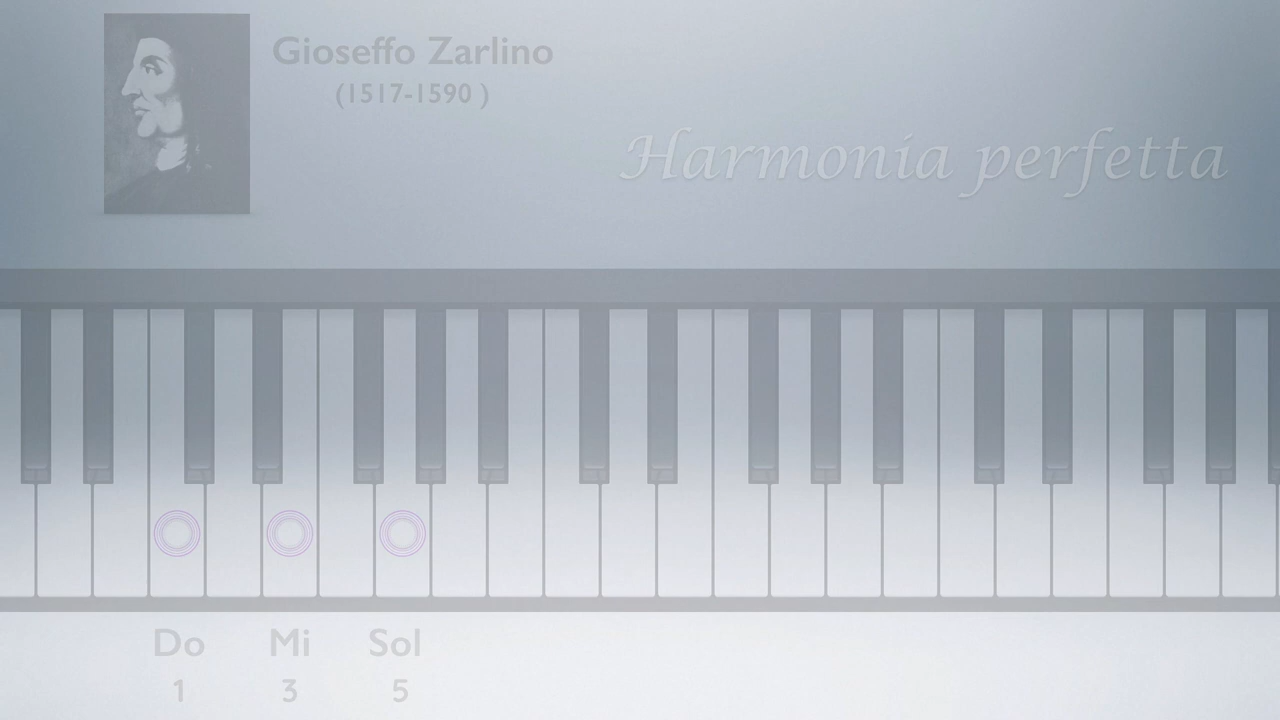 Gioseffo Zarlino
(1517-1590 )
Harmonia perfetta
Do Mi Sol
1 3 5